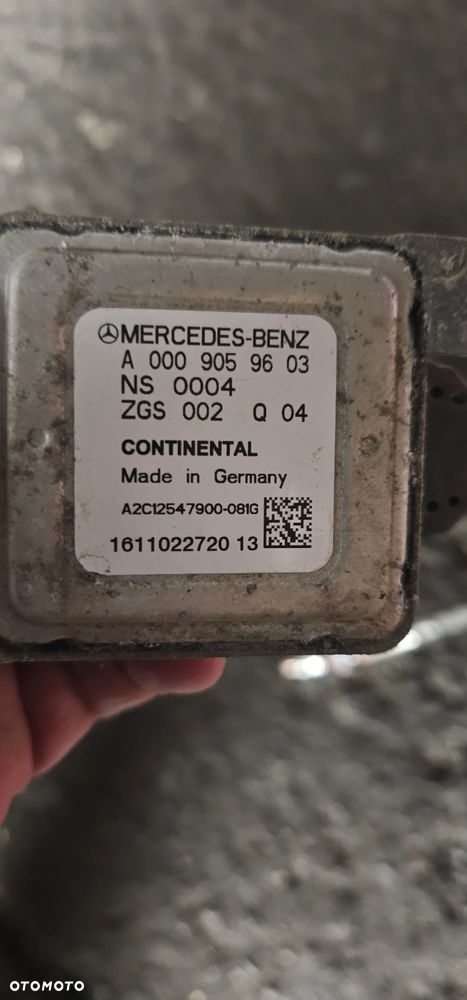 MERCEDES-BENZ
A 000 905 96 03
NS 0004
ZGS 002 Q 04
CONTINENTAL
Made in Germany
A2C12547900-081G
1611022720 13
OTOMOTO